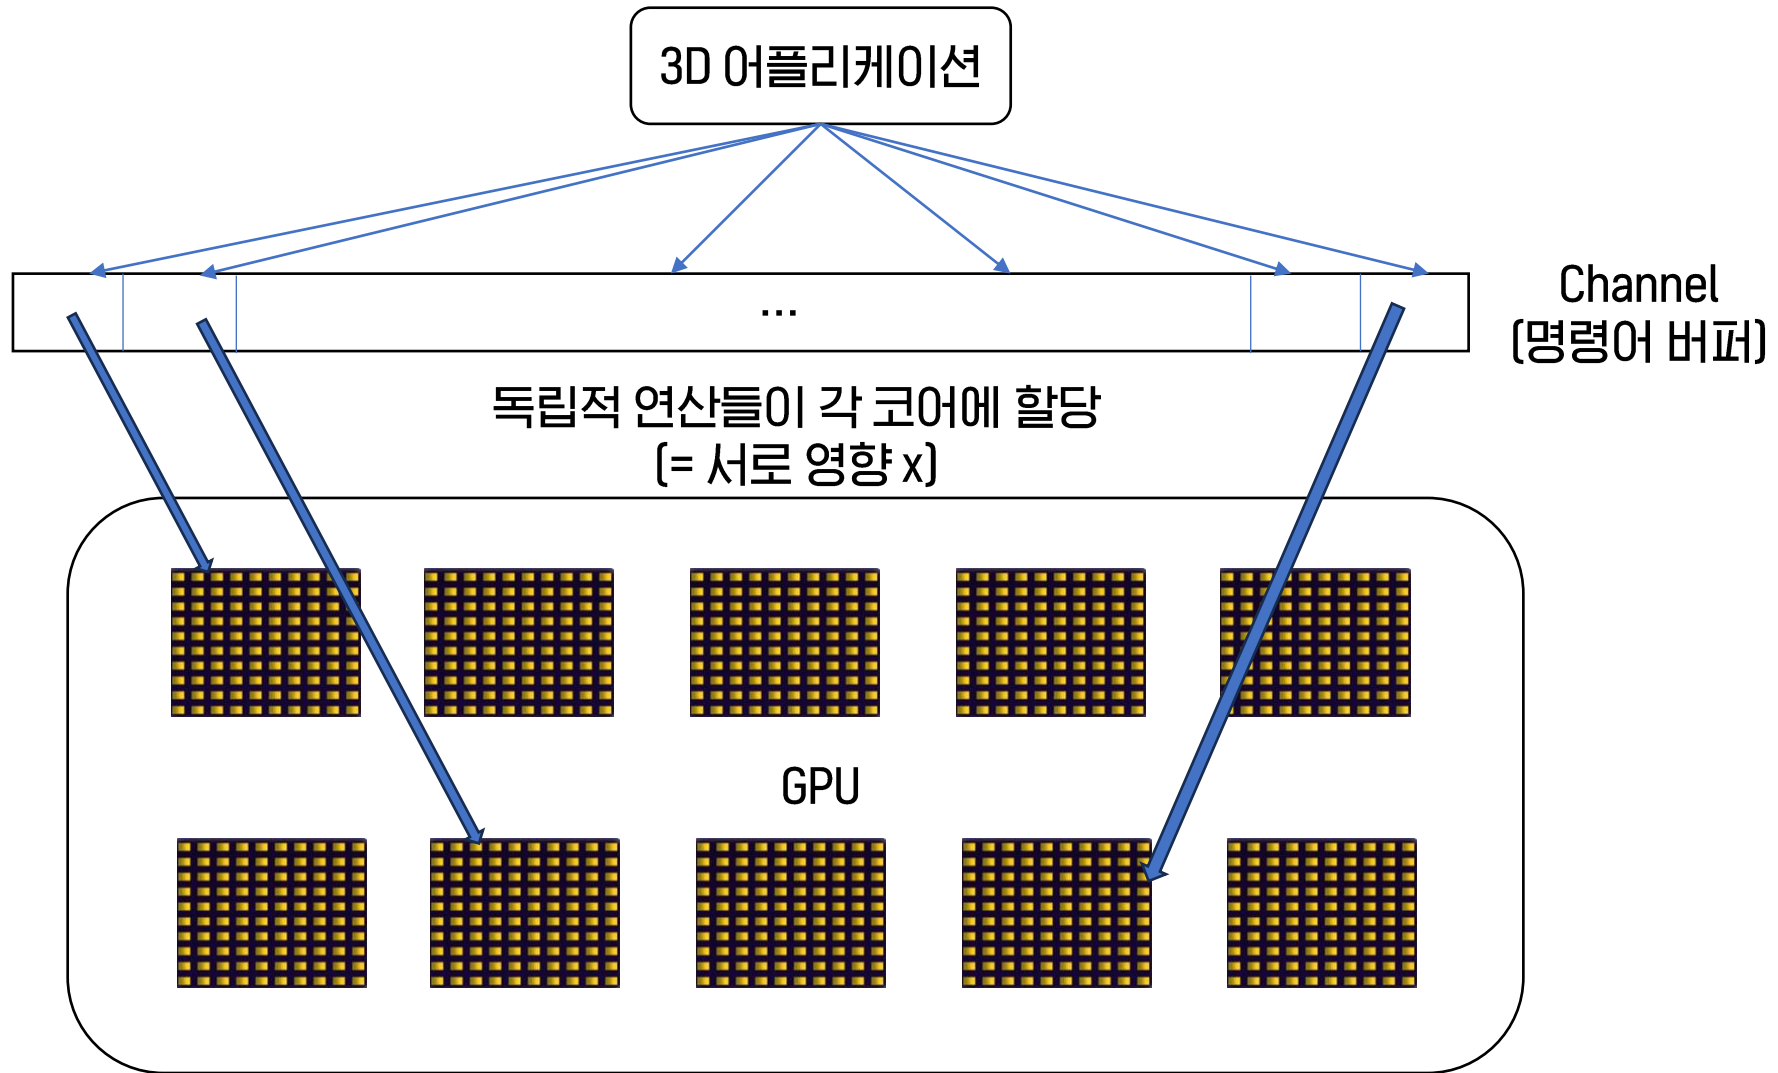 3D 어플리케이션
...
Channel
(명령어 버퍼)
독립적 연산들이 각 코어에 할당
(= 서로 영향 x)
GPU